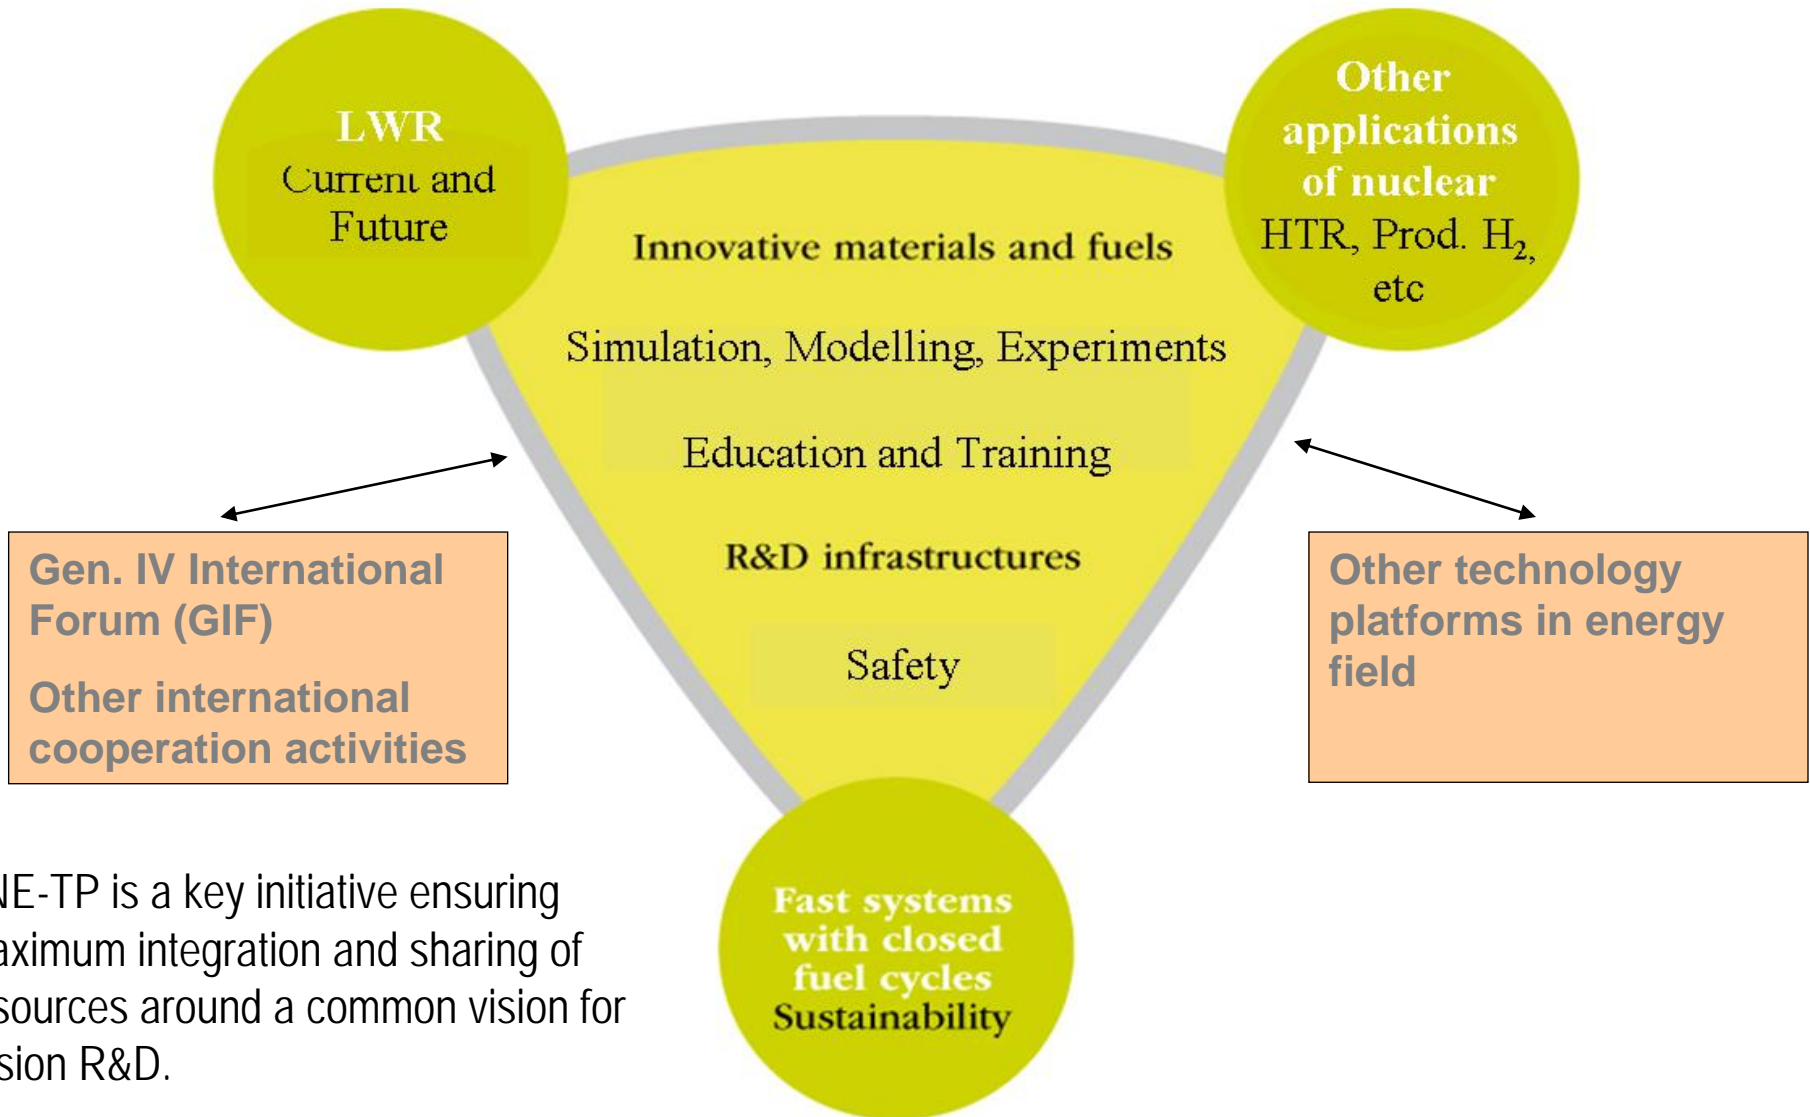 LWR
Current and
Future
Other
applications
of nuclear
HTR, Prod. H₂,
etc
Innovative materials and fuels
Simulation, Modelling, Experiments
Education and Training
R&D infrastructures
Safety
Gen. IV International
Forum (GIF)
Other international
cooperation activities
Other technology
platforms in energy
field
Fast systems
with closed
fuel cycles
Sustainability
NE-TP is a key initiative ensuring
aximum integration and sharing of
sources around a common vision for
sion R&D.